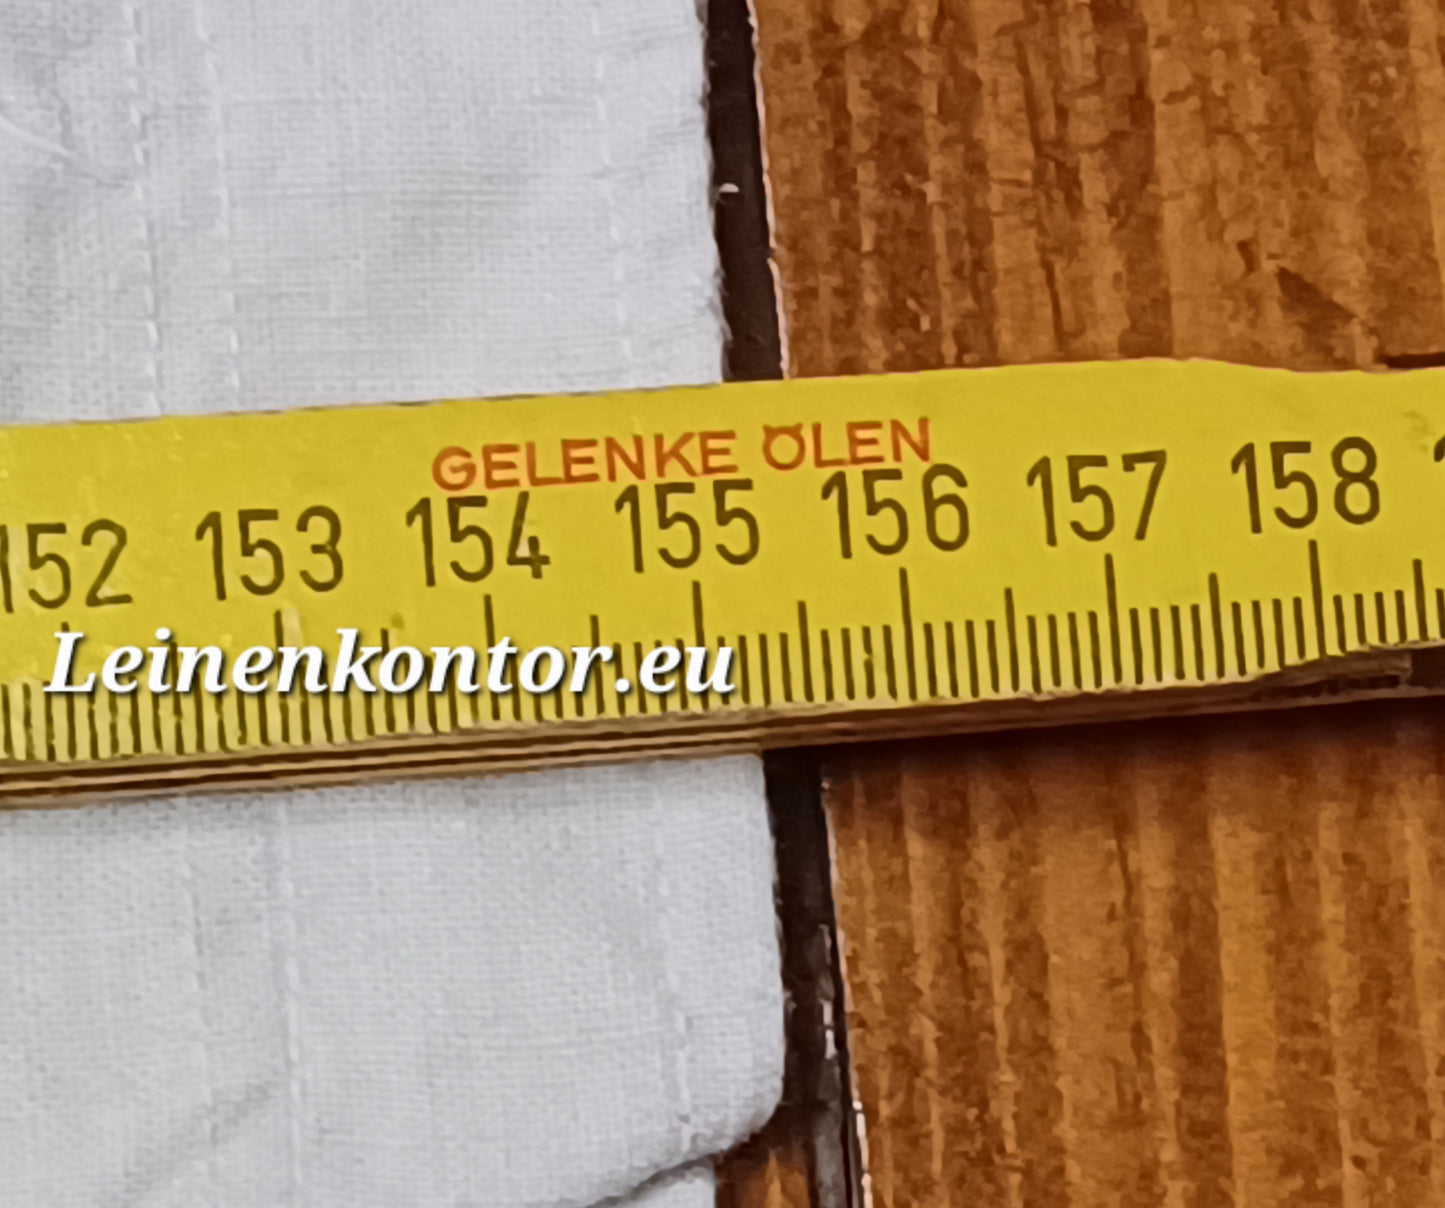 GELENKE ÖLEN
152 153 154 155 156 157 158
Leinenkontor.eu